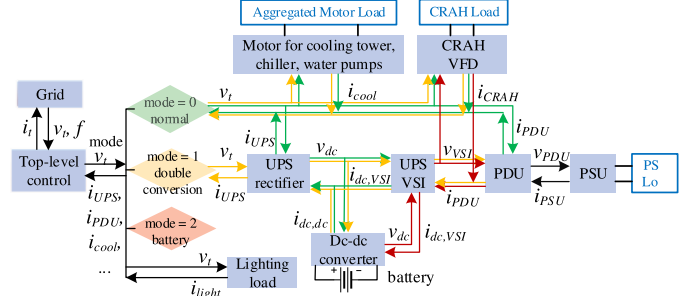 Aggregated Motor Load
CRAH Load
Motor for cooling tower,
chiller, water pumps
CRAH
VFD
Grid
mode = 0
normal
v_t
i_cool
i_CRAH
i_t
v_t, f
mode
i_UPS
i_PDU
Top-level
control
v_t
mode = 1
double
conversion
v_t
i_UPS
UPS
rectifier
v_dc
i_dc,VSI
UPS
VSI
v_VSI
i_PDU
PDU
v_PDU
i_PSU
PSU
PS
Lo
i_UPS,
i_PDU,
i_cool,
...
mode = 2
battery
i_dc,dc
Dc-dc
converter
v_dc
i_dc,VSI
v_t
i_light
Lighting
load
+ −
battery